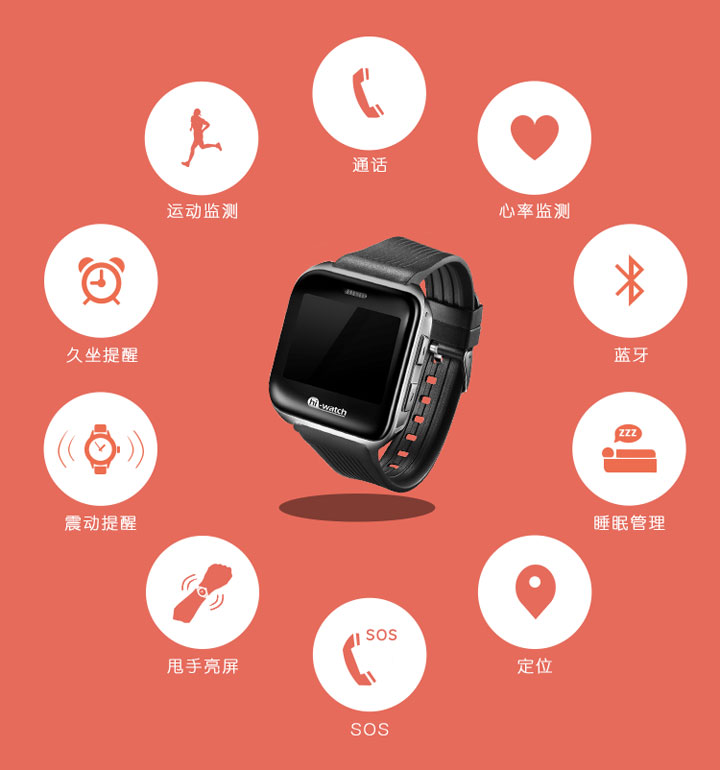 通话
运动监测
心率监测
久坐提醒
蓝牙
hi-watch
zzz
震动提醒
睡眠管理
甩手亮屏
定位
SOS
SOS